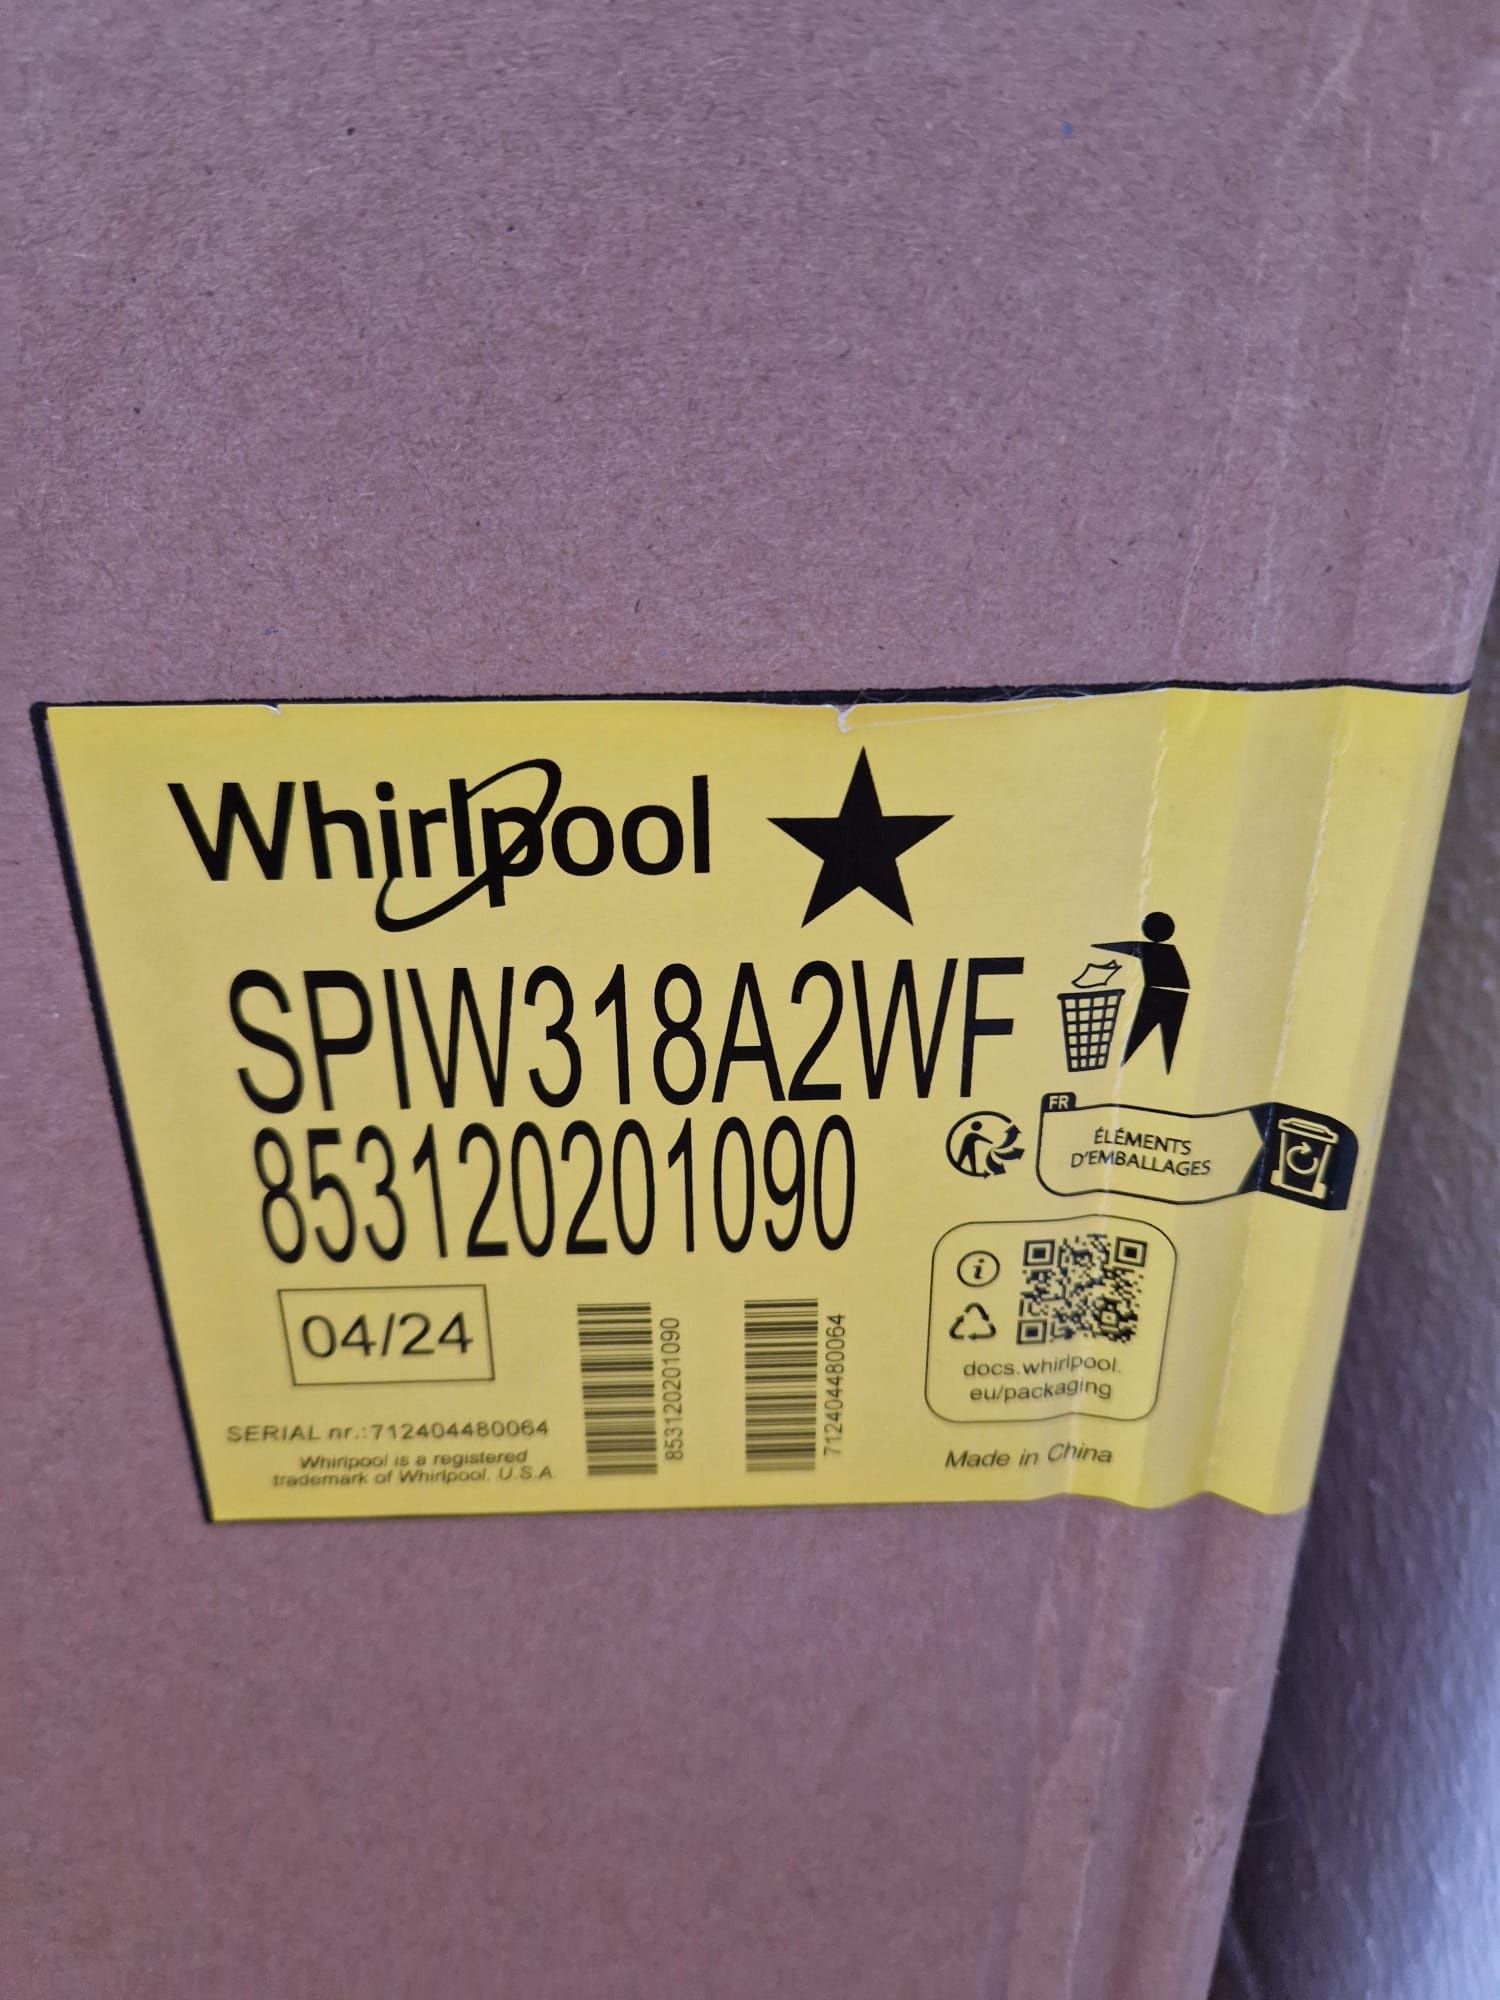 Whirlpool
SPIW318A2WF
853120201090
FR
ÉLÉMENTS
D'EMBALLAGES
04/24
853120201090
712404480064
i
docs.whirlpool.
eu/packaging
SERIAL nr.:712404480064
Whirlpool is a registered
trademark of Whirlpool, U.S.A.
Made in China